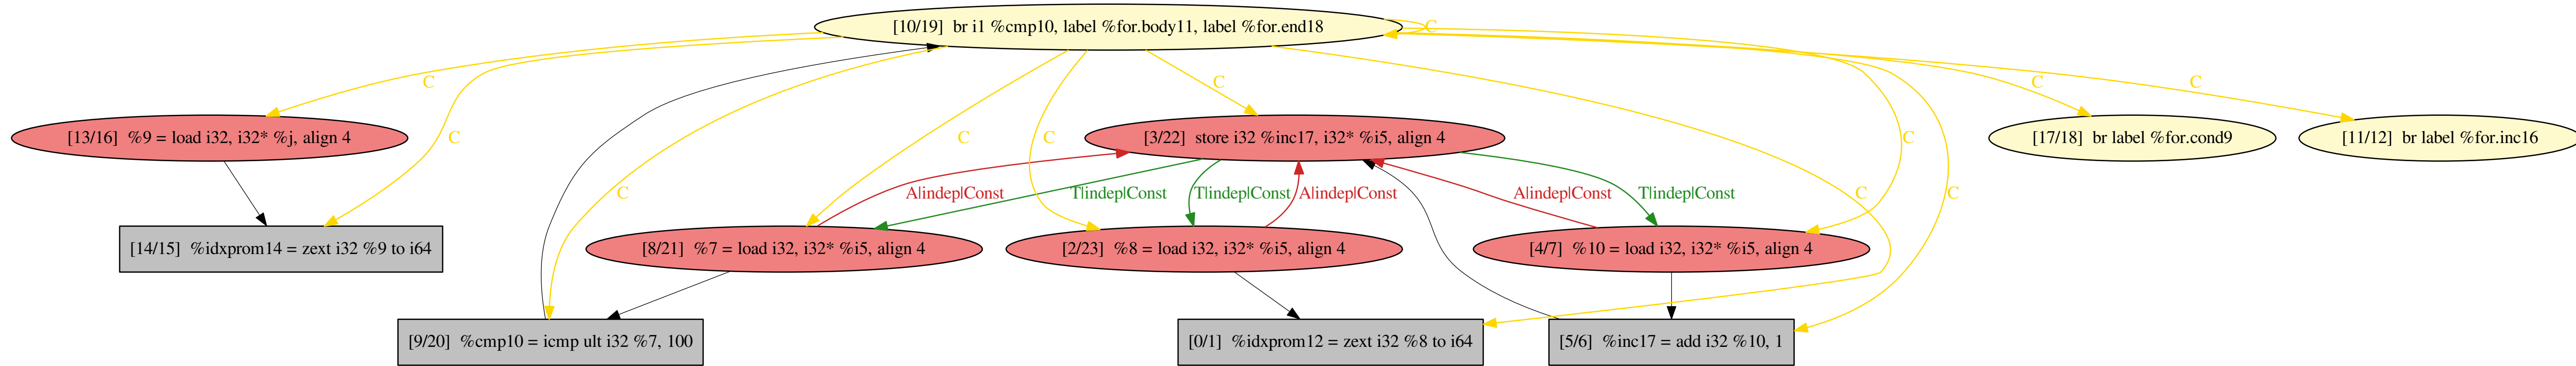 [10/19] br i1 %cmp10, label %for.body11, label %for.end18
C
C
C
C
C
C
[13/16] %9 = load i32, i32* %j, align 4
C
C
C
[3/22] store i32 %inc17, i32* %i5, align 4
C
[17/18] br label %for.cond9
[11/12] br label %for.inc16
C
A|indep|Const
T|indep|Const
T|indep|Const
A|indep|Const
A|indep|Const
T|indep|Const
C
C
[14/15] %idxprom14 = zext i32 %9 to i64
[8/21] %7 = load i32, i32* %i5, align 4
[2/23] %8 = load i32, i32* %i5, align 4
[4/7] %10 = load i32, i32* %i5, align 4
[9/20] %cmp10 = icmp ult i32 %7, 100
[0/1] %idxprom12 = zext i32 %8 to i64
[5/6] %inc17 = add i32 %10, 1